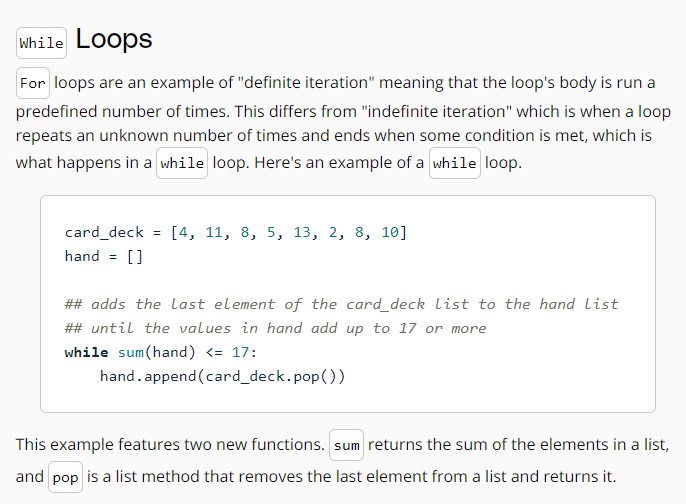 While Loops
For loops are an example of "definite iteration" meaning that the loop's body is run a
predefined number of times. This differs from "indefinite iteration" which is when a loop
repeats an unknown number of times and ends when some condition is met, which is
what happens in a while loop. Here's an example of a while loop.
card_deck = [4, 11, 8, 5, 13, 2, 8, 10]
hand = []
## adds the last element of the card_deck list to the hand list
## until the values in hand add up to 17 or more
while sum(hand) <= 17:
    hand.append(card_deck.pop())
This example features two new functions. sum returns the sum of the elements in a list,
and pop is a list method that removes the last element from a list and returns it.